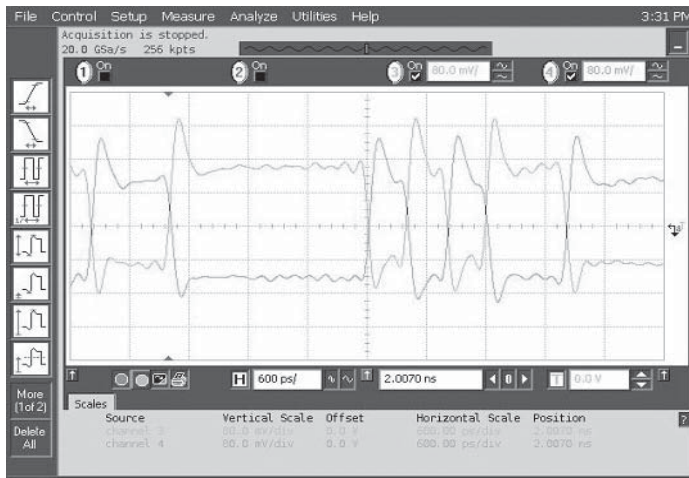 File Control Setup Measure Analyze Utilities Help 3:31 PM
Acquisition is stopped.
20.0 GSa/s 256 kpts
1 On 2 On 3 On 80.0 mV/ 4 On 80.0 mV/
More
(1of 2)
Delete
All
H 600 ps/ 2.0070 ns 0 T 0.0 V
Scales
Source Vertical Scale Offset Horizontal Scale Position
channel 3 80.0 mV/div 0.0 V 600.00 ps/div 2.0070 ns
channel 4 80.0 mV/div 0.0 V 600.00 ps/div 2.0070 ns
?